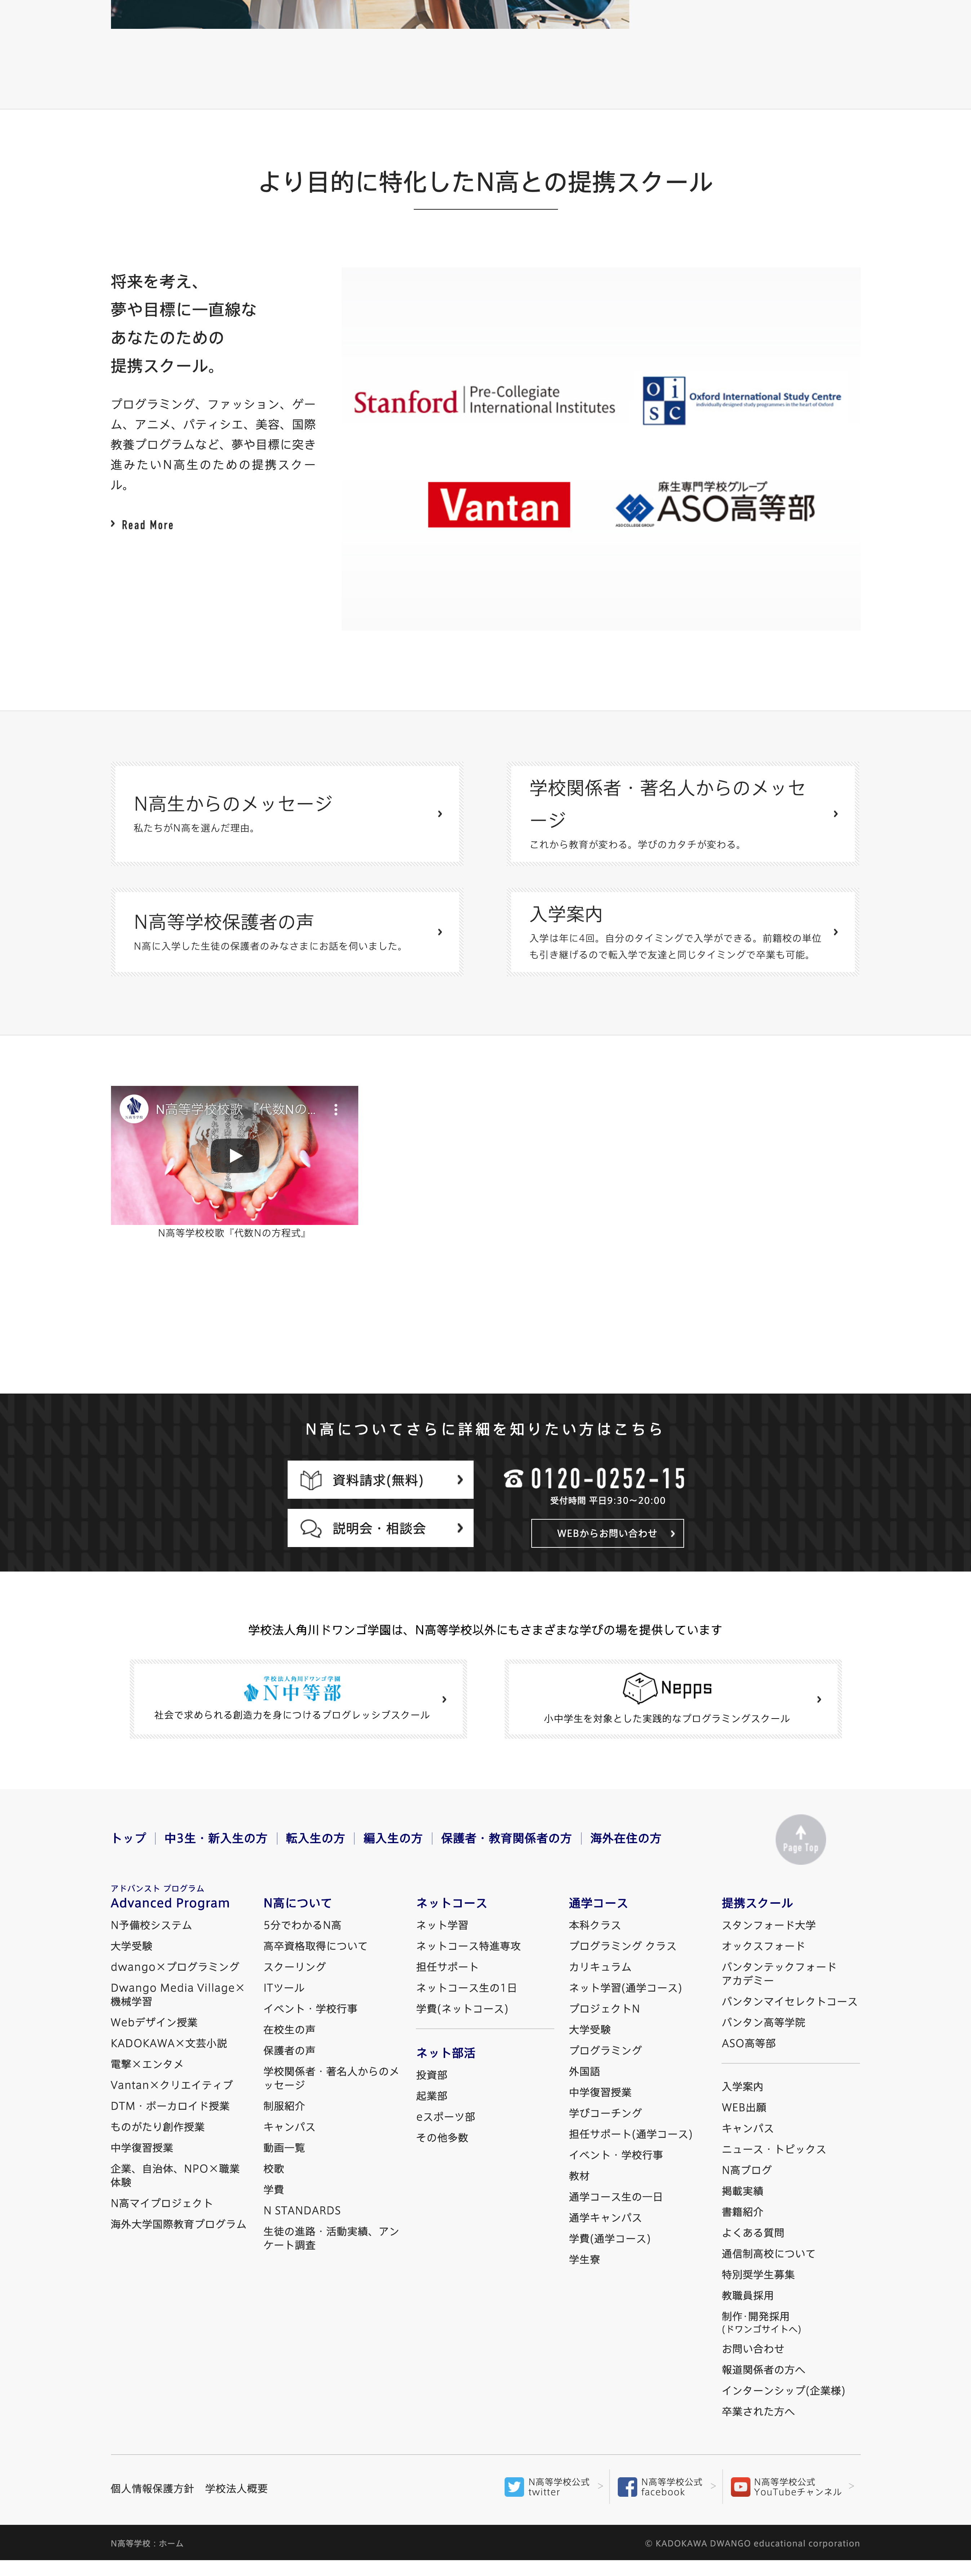 より目的に特化したN高との提携スクール
将来を考え、
夢や目標に一直線な
あなたのための
提携スクール。
プログラミング、ファッション、ゲー
ム、アニメ、パティシエ、美容、国際
教養プログラムなど、夢や目標に突き
進みたいN高生のための提携スクー
ル。
Read More
Stanford Pre-Collegiate International Institutes
OiSC Oxford International Study Centre
individually-designed study programmes in the heart of Oxford
Vantan
麻生専門学校グループ
ASO高等部
ASO COLLEGE GROUP
N高生からのメッセージ
私たちがN高を選んだ理由。
学校関係者・著名人からのメッセ
ージ
これから教育が変わる。学びのカタチが変わる。
N高等学校保護者の声
N高に入学した生徒の保護者のみなさまにお話を伺いました。
入学案内
入学は年に4回。自分のタイミングで入学ができる。前籍校の単位
も引き継げるので転入学で友達と同じタイミングで卒業も可能。
N高等学校校歌 『代数Nの...
N高等学校校歌『代数Nの方程式』
N高についてさらに詳細を知りたい方はこちら
資料請求(無料)
説明会・相談会
0120-0252-15
受付時間 平日9:30~20:00
WEBからお問い合わせ
学校法人角川ドワンゴ学園は、N高等学校以外にもさまざまな学びの場を提供しています
学校法人角川ドワンゴ学園
N中等部
社会で求められる創造力を身につけるプログレッシブスクール
Nepps
小中学生を対象とした実践的なプログラミングスクール
トップ
中3生・新入生の方
転入生の方
編入生の方
保護者・教育関係者の方
海外在住の方
Page Top
アドバンスト プログラム
Advanced Program
N予備校システム
大学受験
dwango×プログラミング
Dwango Media Village×
機械学習
Webデザイン授業
KADOKAWA×文芸小説
電撃×エンタメ
Vantan×クリエイティブ
DTM・ボーカロイド授業
ものがたり創作授業
中学復習授業
企業、自治体、NPO×職業
体験
N高マイプロジェクト
海外大学国際教育プログラム
N高について
5分でわかるN高
高卒資格取得について
スクーリング
ITツール
イベント・学校行事
在校生の声
保護者の声
学校関係者・著名人からのメ
ッセージ
制服紹介
キャンパス
動画一覧
校歌
学費
N STANDARDS
生徒の進路・活動実績、アン
ケート調査
ネットコース
ネット学習
ネットコース特進専攻
担任サポート
ネットコース生の1日
学費(ネットコース)
ネット部活
投資部
起業部
eスポーツ部
その他多数
通学コース
本科クラス
プログラミング クラス
カリキュラム
ネット学習(通学コース)
プロジェクトN
大学受験
プログラミング
外国語
中学復習授業
学びコーチング
担任サポート(通学コース)
イベント・学校行事
教材
通学コース生の一日
通学キャンパス
学費(通学コース)
学生寮
提携スクール
スタンフォード大学
オックスフォード
バンタンテックフォード
アカデミー
バンタンマイセレクトコース
バンタン高等学院
ASO高等部
入学案内
WEB出願
キャンパス
ニュース・トピックス
N高ブログ
掲載実績
書籍紹介
よくある質問
通信制高校について
特別奨学生募集
教職員採用
制作･開発採用
(ドワンゴサイトへ)
お問い合わせ
報道関係者の方へ
インターンシップ(企業様)
卒業された方へ
個人情報保護方針
学校法人概要
N高等学校公式
twitter
N高等学校公式
facebook
N高等学校公式
YouTubeチャンネル
N高等学校：ホーム
© KADOKAWA DWANGO educational corporation